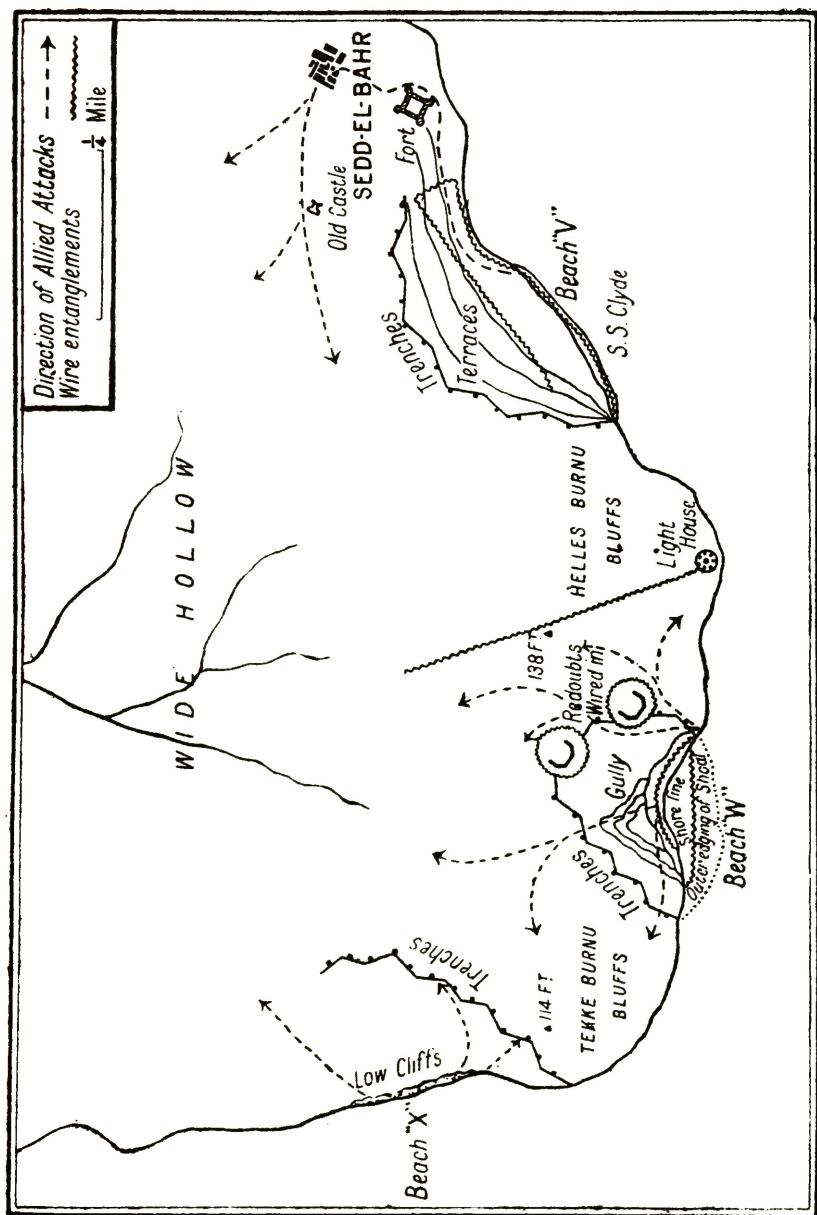 Direction of Allied Attacks
Wire entanglements
¼ Mile
SEDD-EL-BAHR
Fort
Old Castle
Trenches
Terraces
Beach "V"
S.S. Clyde
WIDE HOLLOW
HELLES BURNU
BLUFFS
Light
House
138 FT
Redoubts
Wired in
Gully
Shore line
Outer edging of Shoal
Beach "W"
Trenches
TEKKE BURNU
BLUFFS
114 FT
Trenches
Low Cliffs
Beach "X"